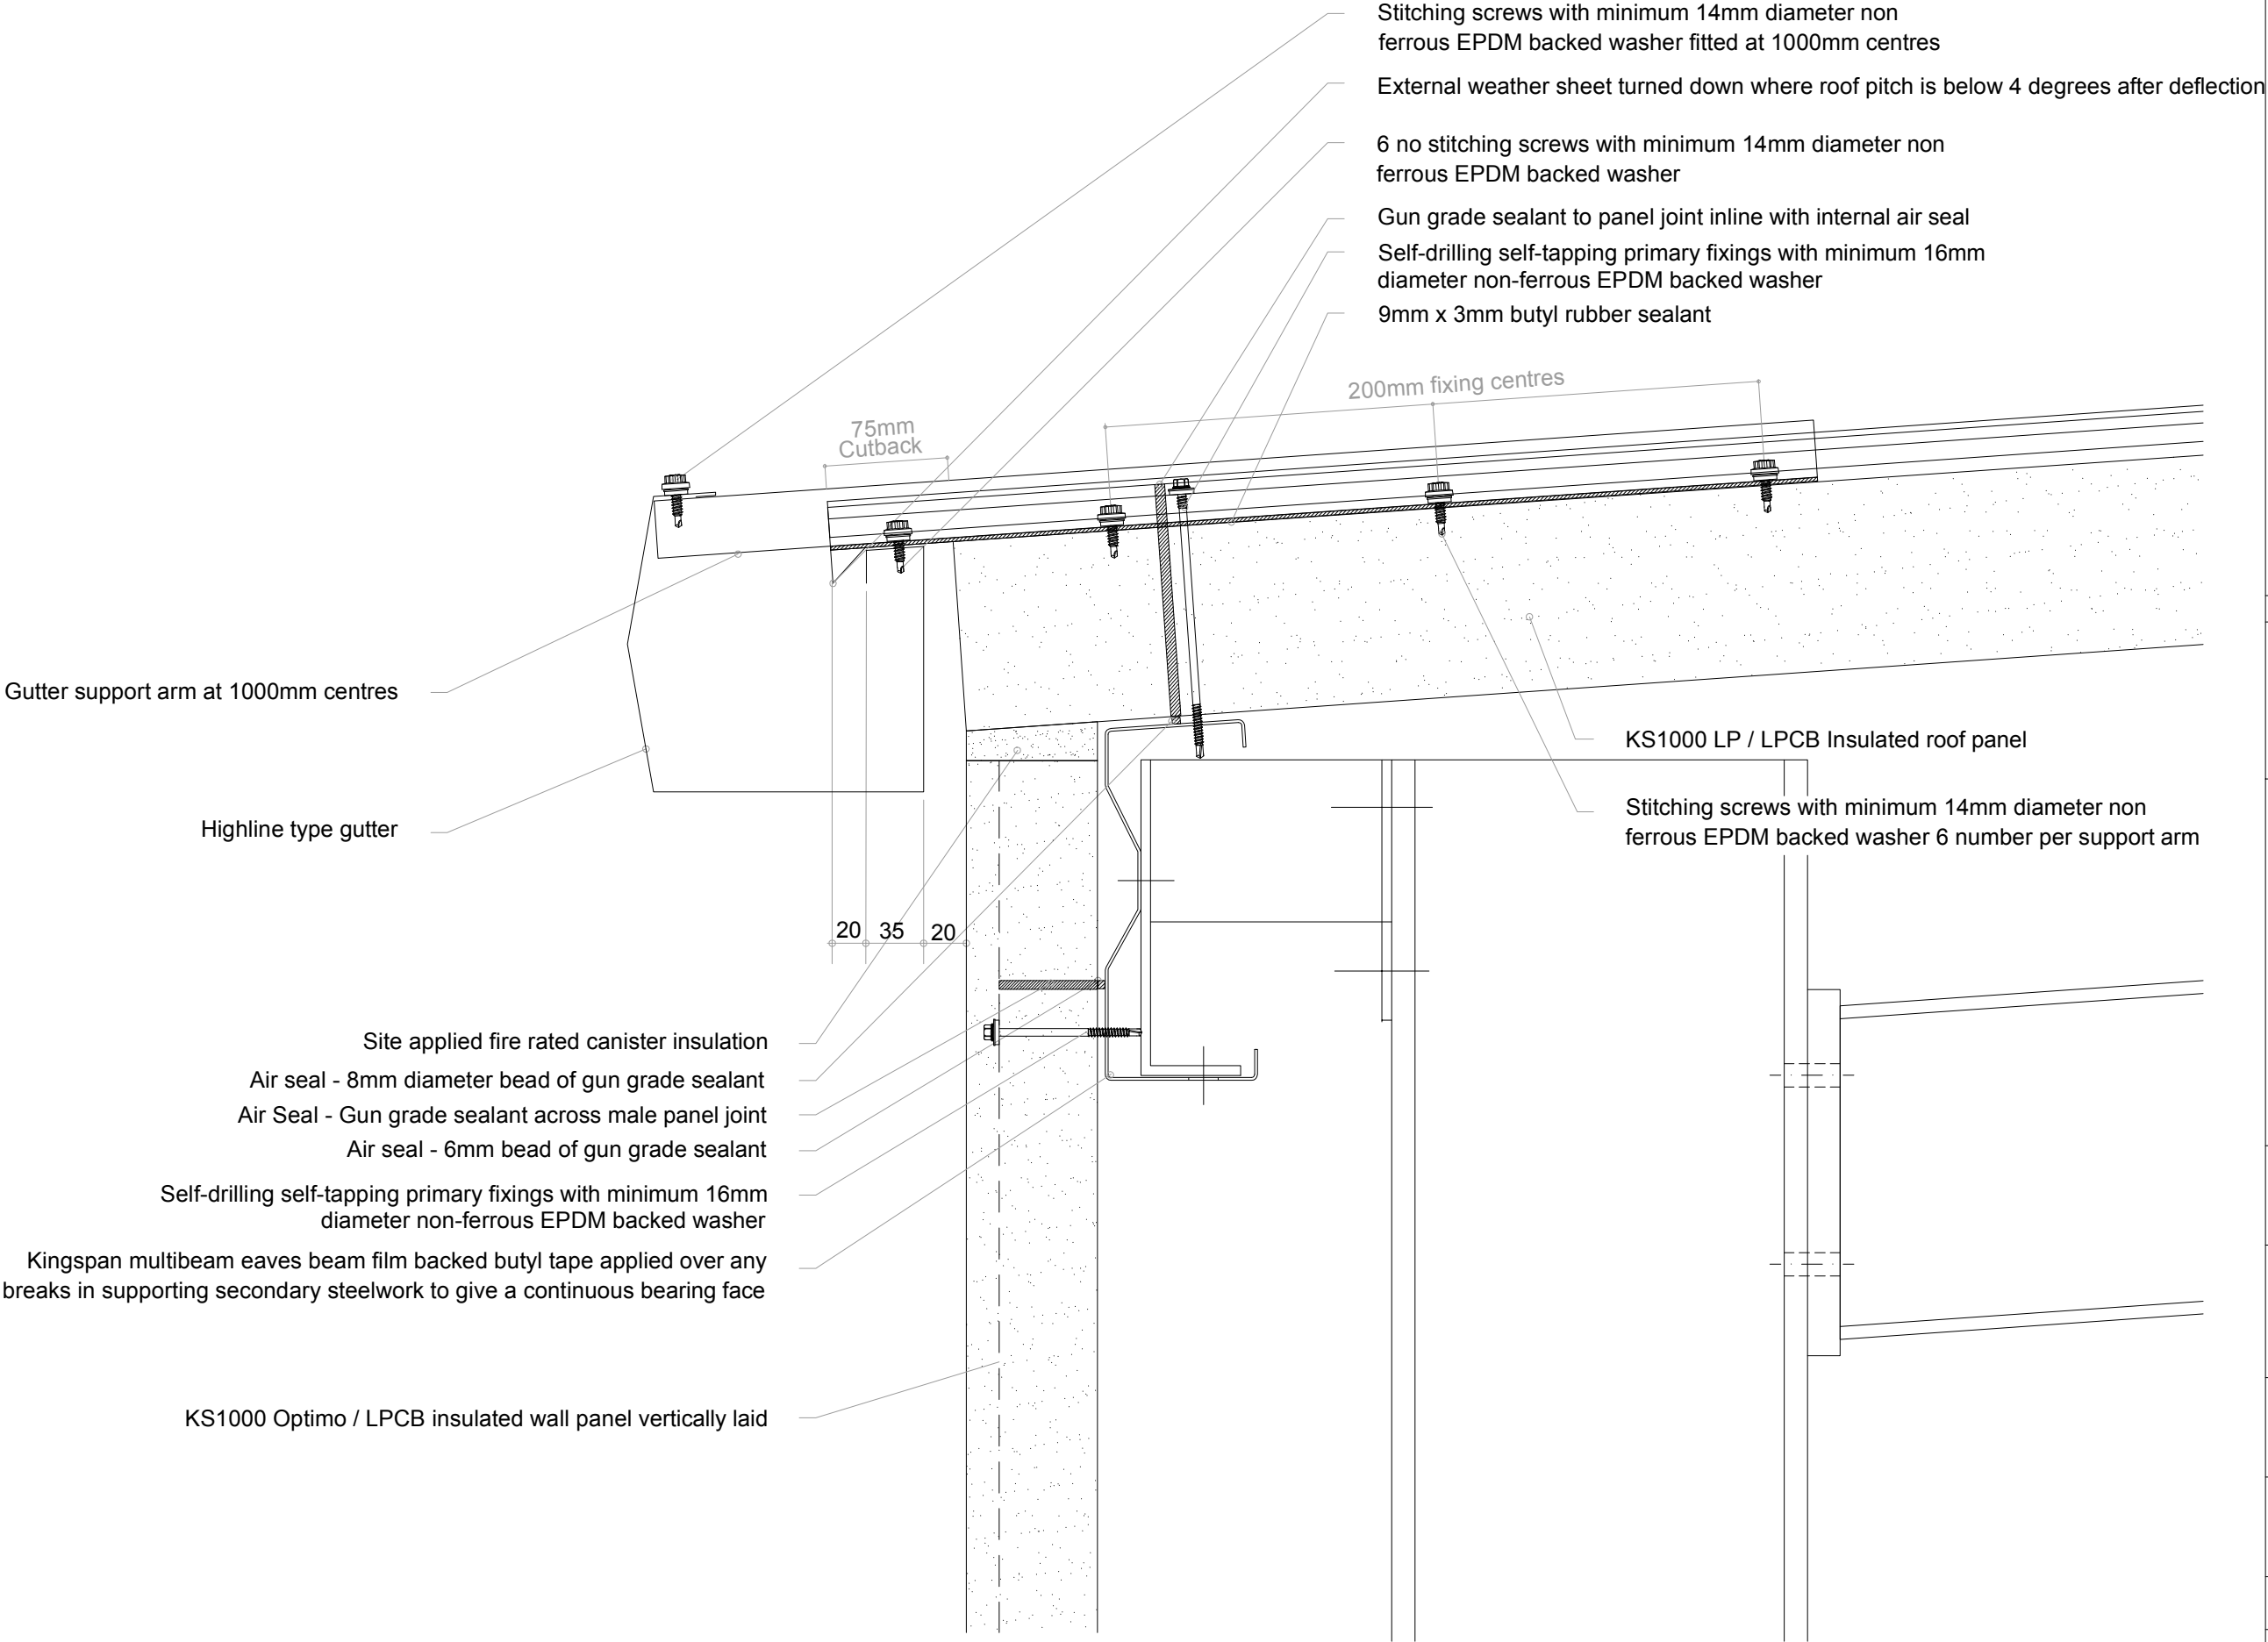 Stitching screws with minimum 14mm diameter non
ferrous EPDM backed washer fitted at 1000mm centres
External weather sheet turned down where roof pitch is below 4 degrees after deflection
6 no stitching screws with minimum 14mm diameter non
ferrous EPDM backed washer
Gun grade sealant to panel joint inline with internal air seal
Self-drilling self-tapping primary fixings with minimum 16mm
diameter non-ferrous EPDM backed washer
9mm x 3mm butyl rubber sealant
200mm fixing centres
75mm
Cutback
Gutter support arm at 1000mm centres
Highline type gutter
KS1000 LP / LPCB Insulated roof panel
Stitching screws with minimum 14mm diameter non
ferrous EPDM backed washer 6 number per support arm
20
35
20
Site applied fire rated canister insulation
Air seal - 8mm diameter bead of gun grade sealant
Air Seal - Gun grade sealant across male panel joint
Air seal - 6mm bead of gun grade sealant
Self-drilling self-tapping primary fixings with minimum 16mm
diameter non-ferrous EPDM backed washer
Kingspan multibeam eaves beam film backed butyl tape applied over any
breaks in supporting secondary steelwork to give a continuous bearing face
KS1000 Optimo / LPCB insulated wall panel vertically laid